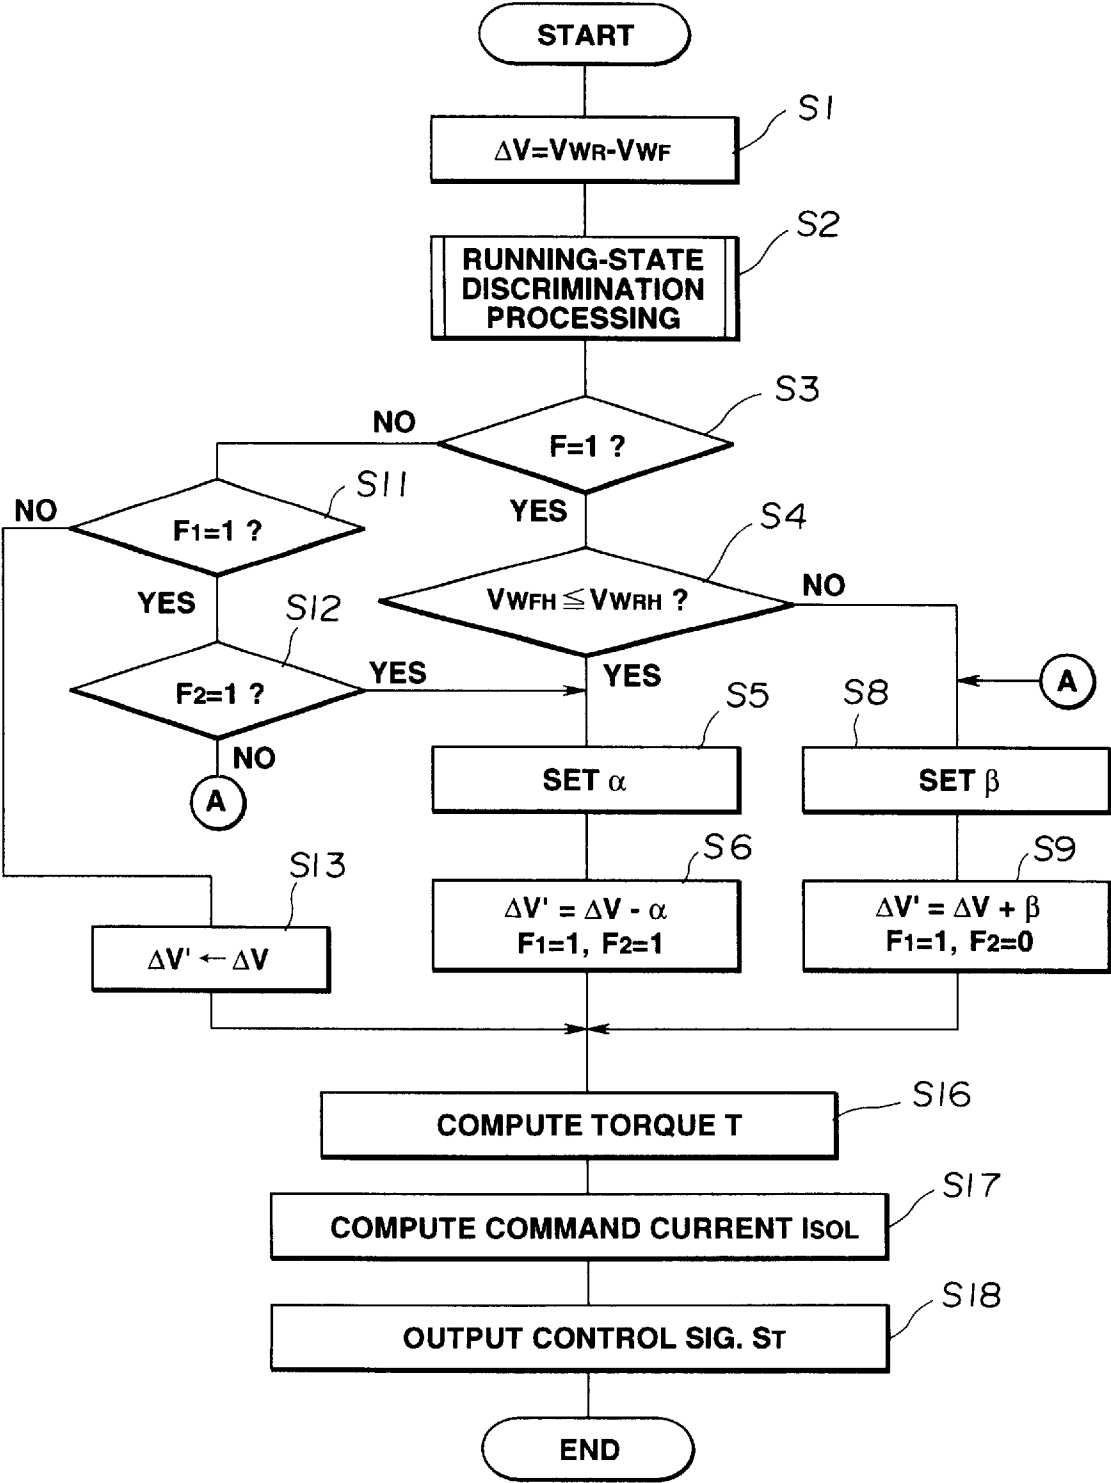 START
S1
ΔV=VWR-VWF
S2
RUNNING-STATE
DISCRIMINATION
PROCESSING
S3
NO
F=1 ?
S11
YES
NO
S4
F1=1 ?
NO
VWFH≦VWRH ?
YES
S12
YES
YES
A
F2=1 ?
S5
S8
NO
SET α
SET β
A
S13
S6
S9
ΔV' = ΔV - α
F1=1, F2=1
ΔV' = ΔV + β
F1=1, F2=0
ΔV' ← ΔV
S16
COMPUTE TORQUE T
S17
COMPUTE COMMAND CURRENT ISOL
S18
OUTPUT CONTROL SIG. ST
END